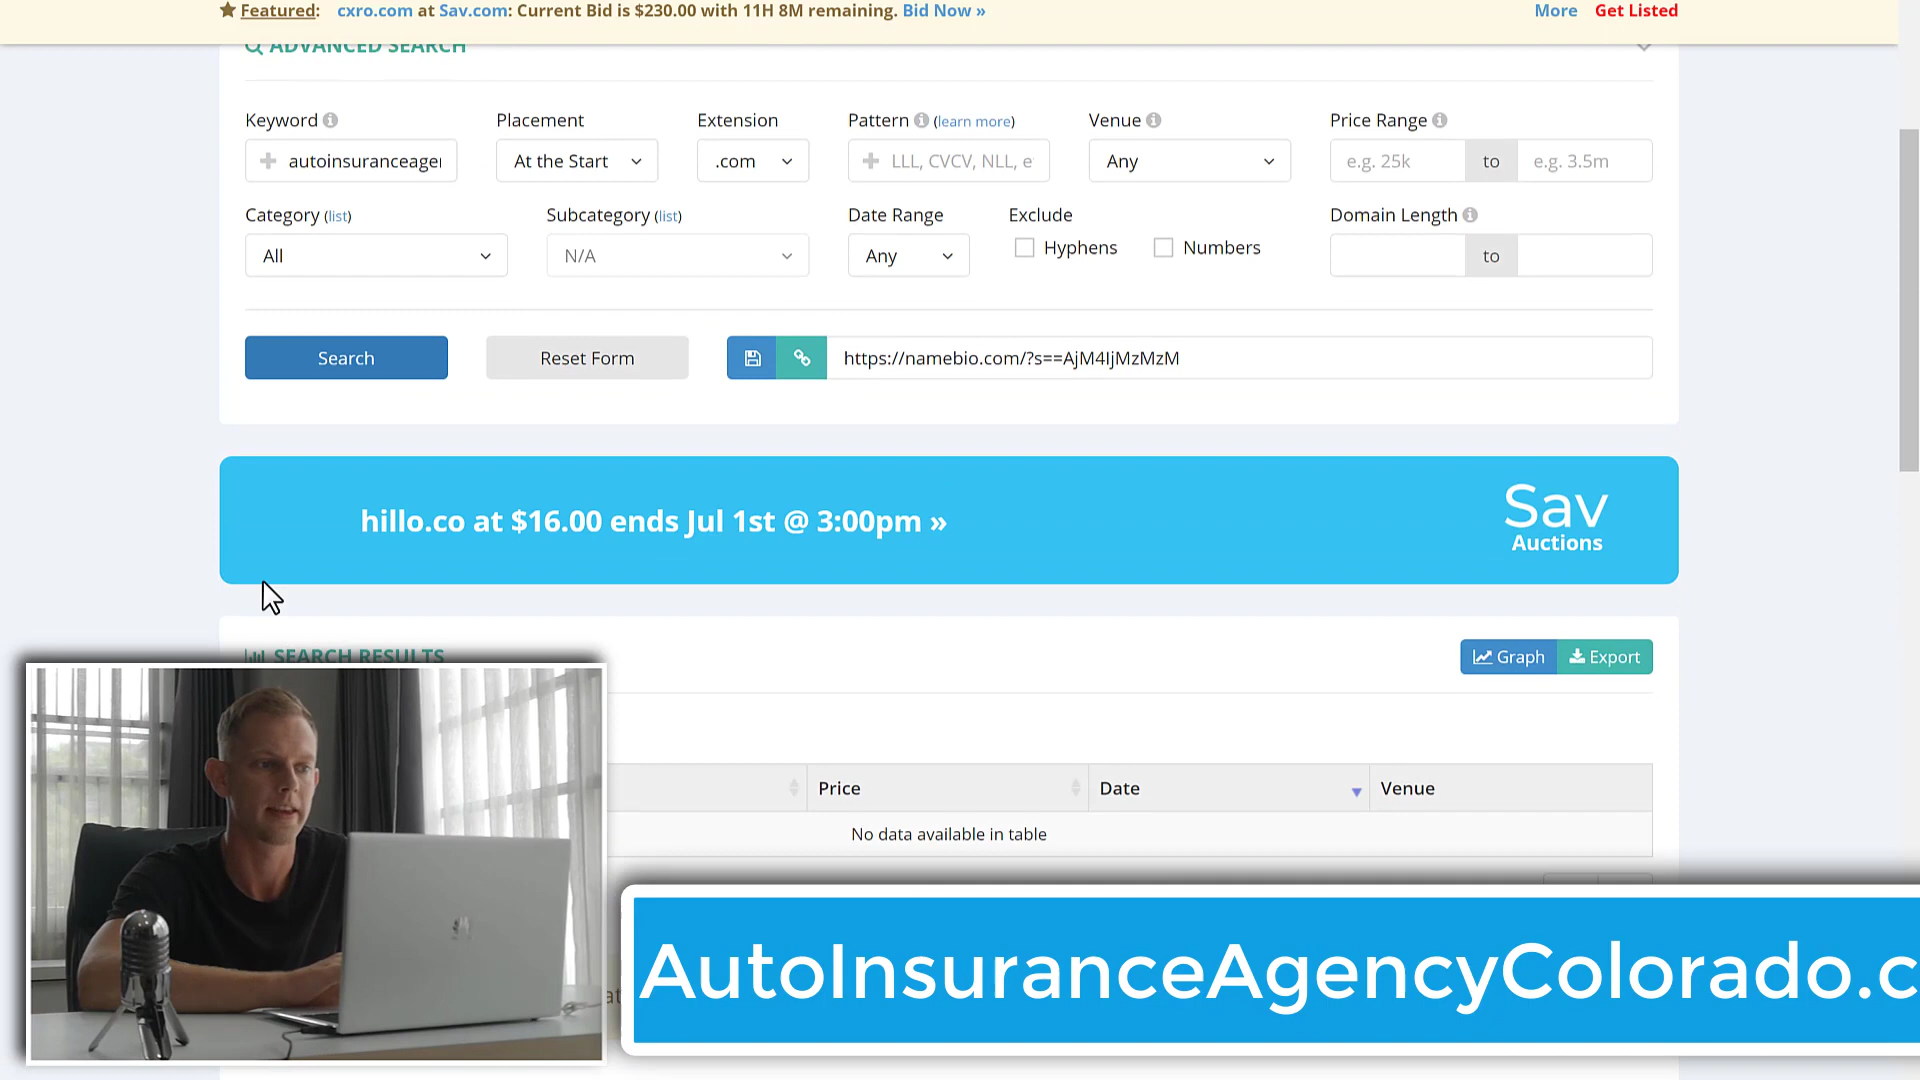 Featured: cxro.com at Sav.com: Current Bid is $230.00 with 11H 8M remaining. Bid Now » More Get Listed
ADVANCED SEARCH
Keyword Placement Extension Pattern (learn more) Venue Price Range
autoinsuranceager At the Start .com LLL, CVCV, NLL, e Any e.g. 25k to e.g. 3.5m
Category (list) Subcategory (list) Date Range Exclude Domain Length
All N/A Any Hyphens Numbers to
Search Reset Form https://namebio.com/?s==AjM4IjMzMzM
hillo.co at $16.00 ends Jul 1st @ 3:00pm »
Sav
Auctions
SEARCH RESULTS Graph Export
Price Date Venue
No data available in table
AutoInsuranceAgencyColorado.c